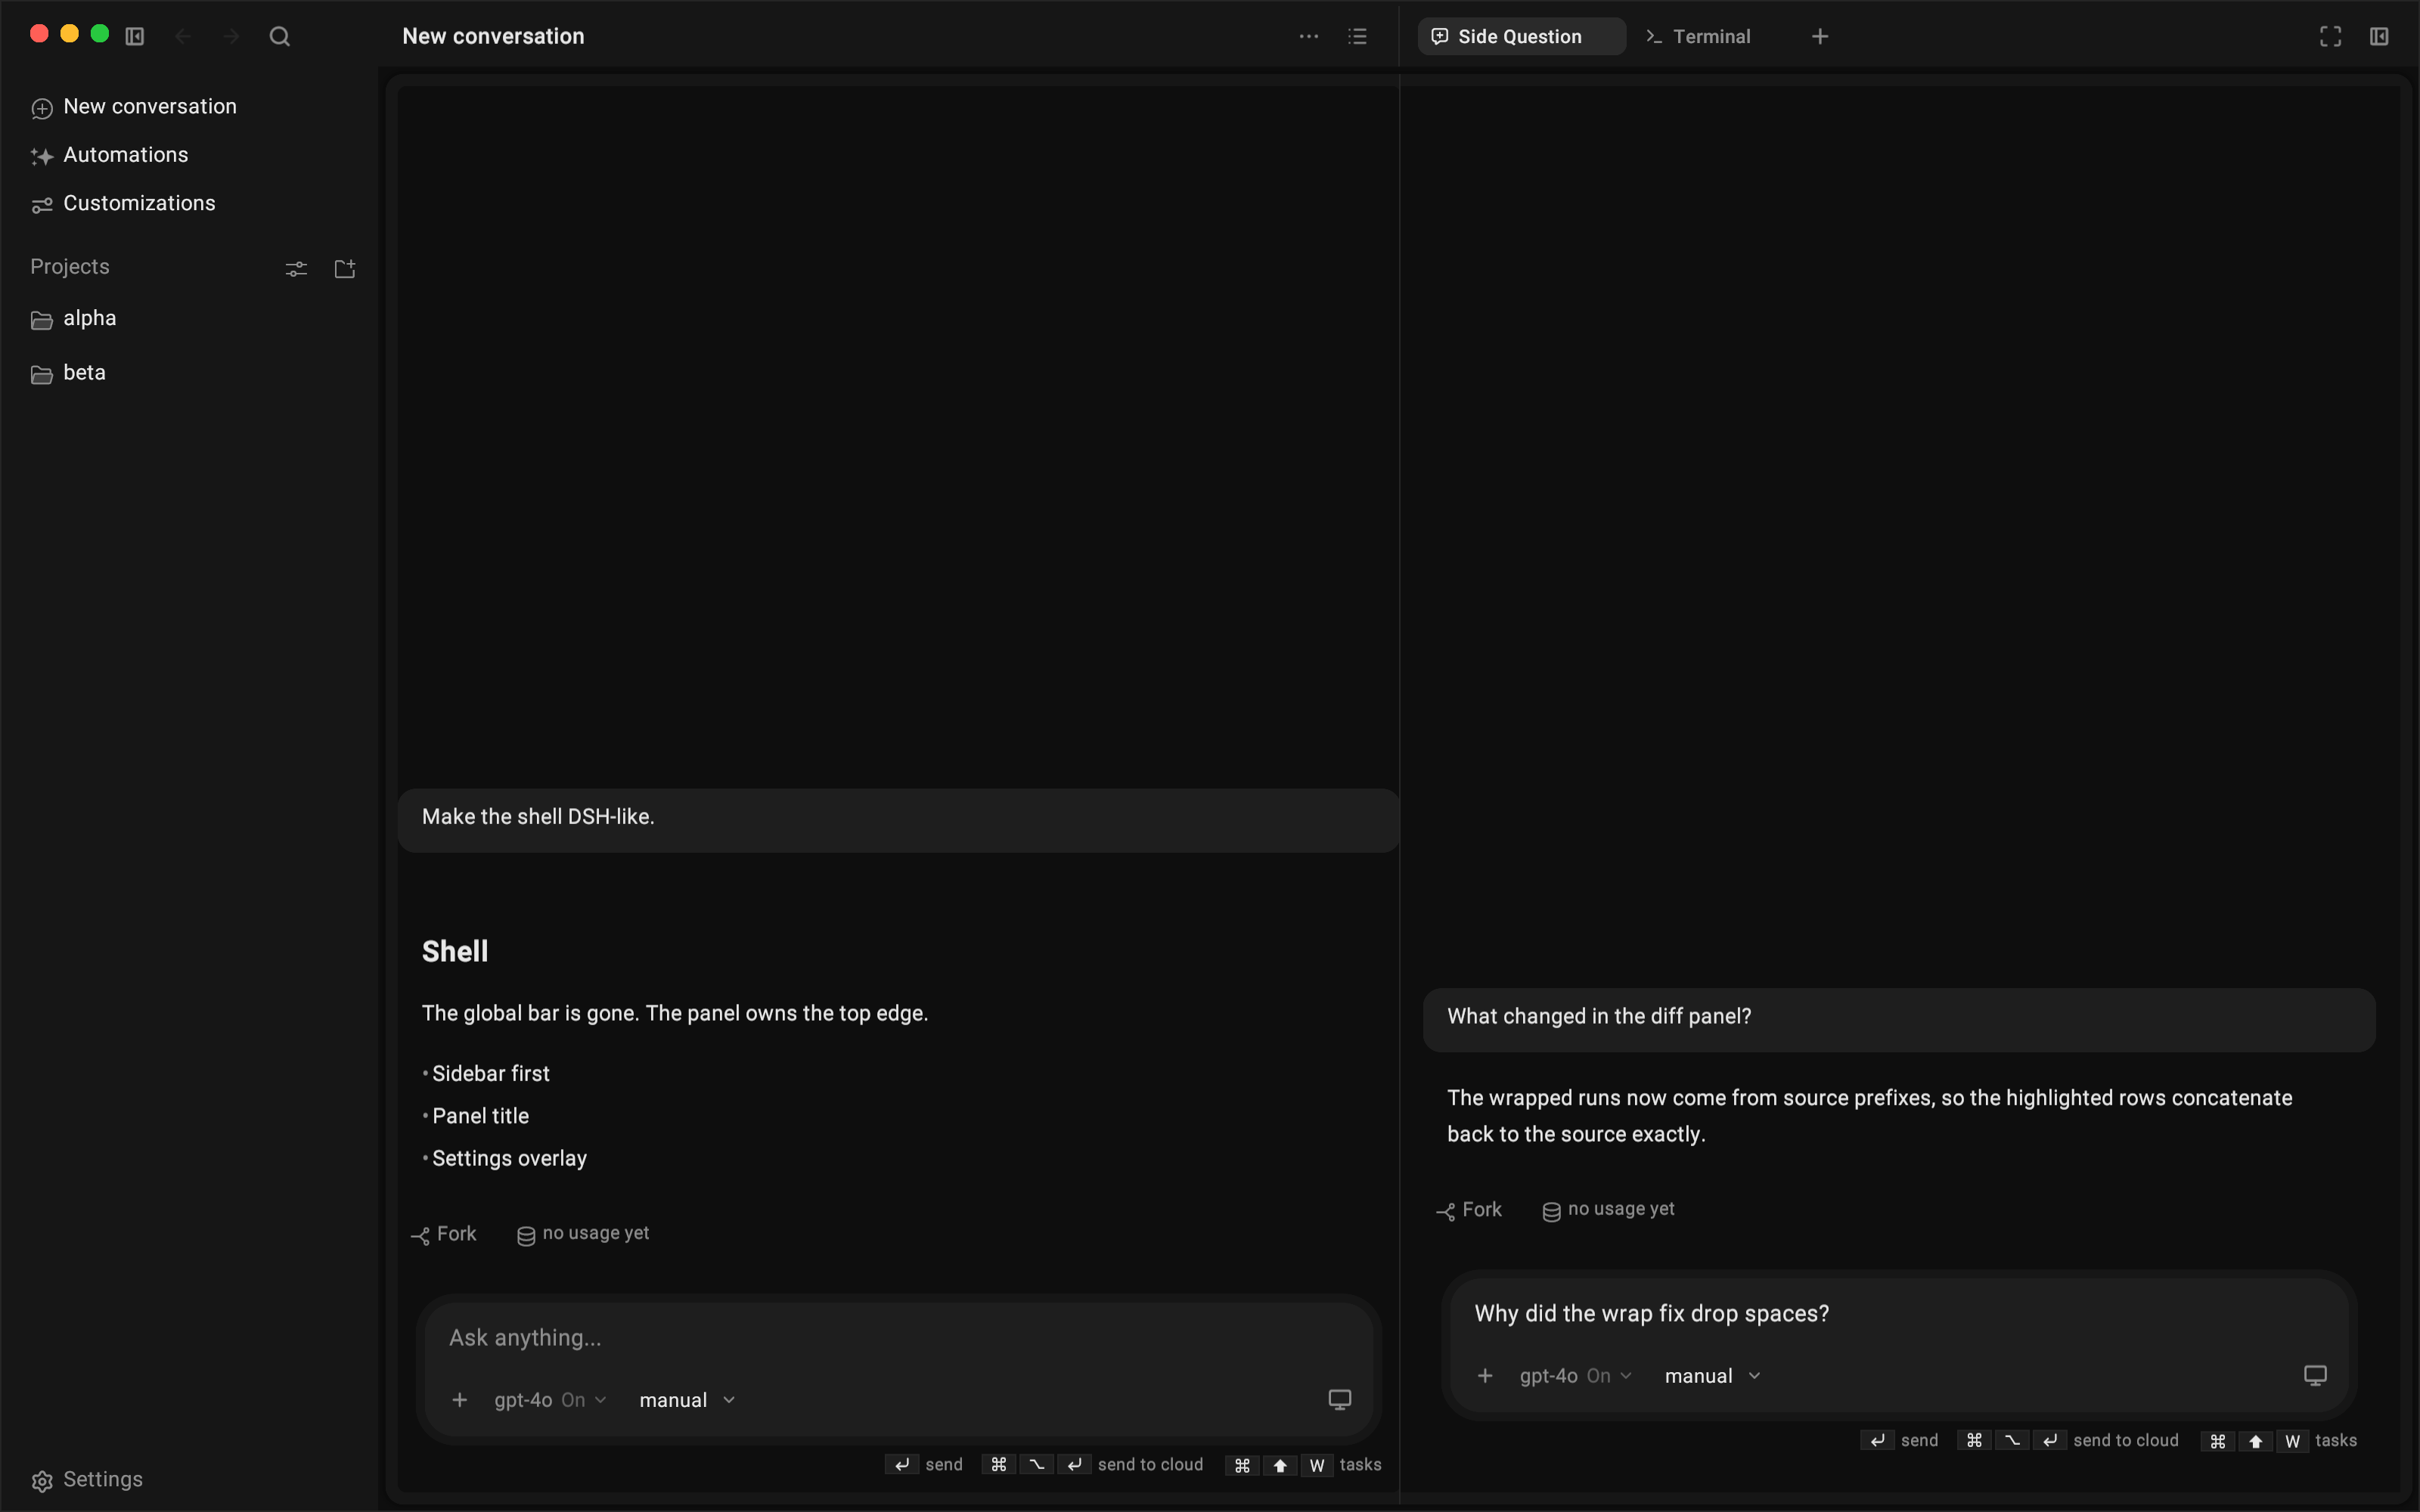 New conversation
Automations
Customizations
Projects
alpha
beta
Settings
New conversation
Make the shell DSH-like.
Shell
The global bar is gone. The panel owns the top edge.
• Sidebar first
• Panel title
• Settings overlay
Fork no usage yet
Ask anything...
gpt-4o On manual
send ⌘ ⌥ send to cloud ⌘ W tasks
Side Question Terminal
What changed in the diff panel?
The wrapped runs now come from source prefixes, so the highlighted rows concatenate
back to the source exactly.
Fork no usage yet
Why did the wrap fix drop spaces?
gpt-4o On manual
send ⌘ ⌥ send to cloud ⌘ W tasks